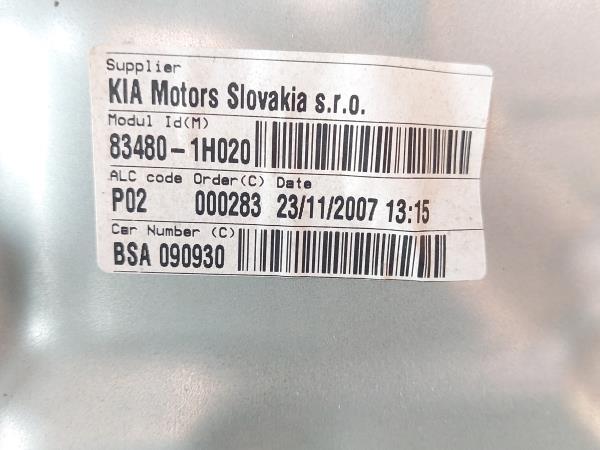 Supplier
KIA Motors Slovakia s.r.o.
Modul Id(M)
83480-1H020
ALC code Order(C) Date
P02 000283 23/11/2007 13:15
Car Number (C)
BSA 090930